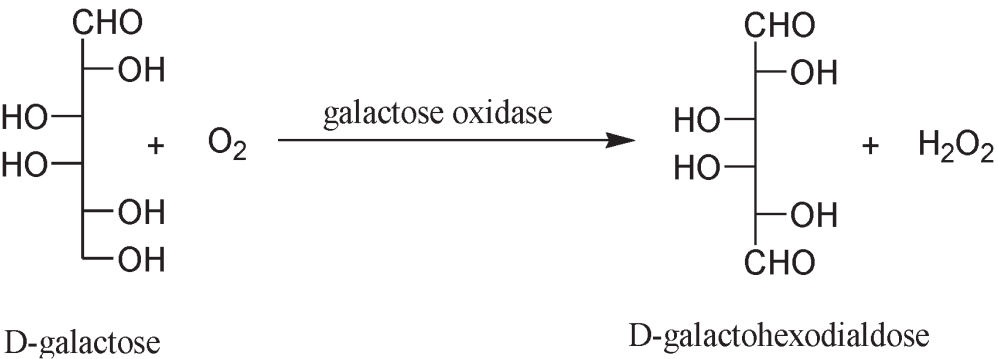 CHO
OH
HO
HO
OH
OH
+
O2
galactose oxidase
CHO
OH
HO
HO
OH
CHO
+
H2O2
D-galactose
D-galactohexodialdose